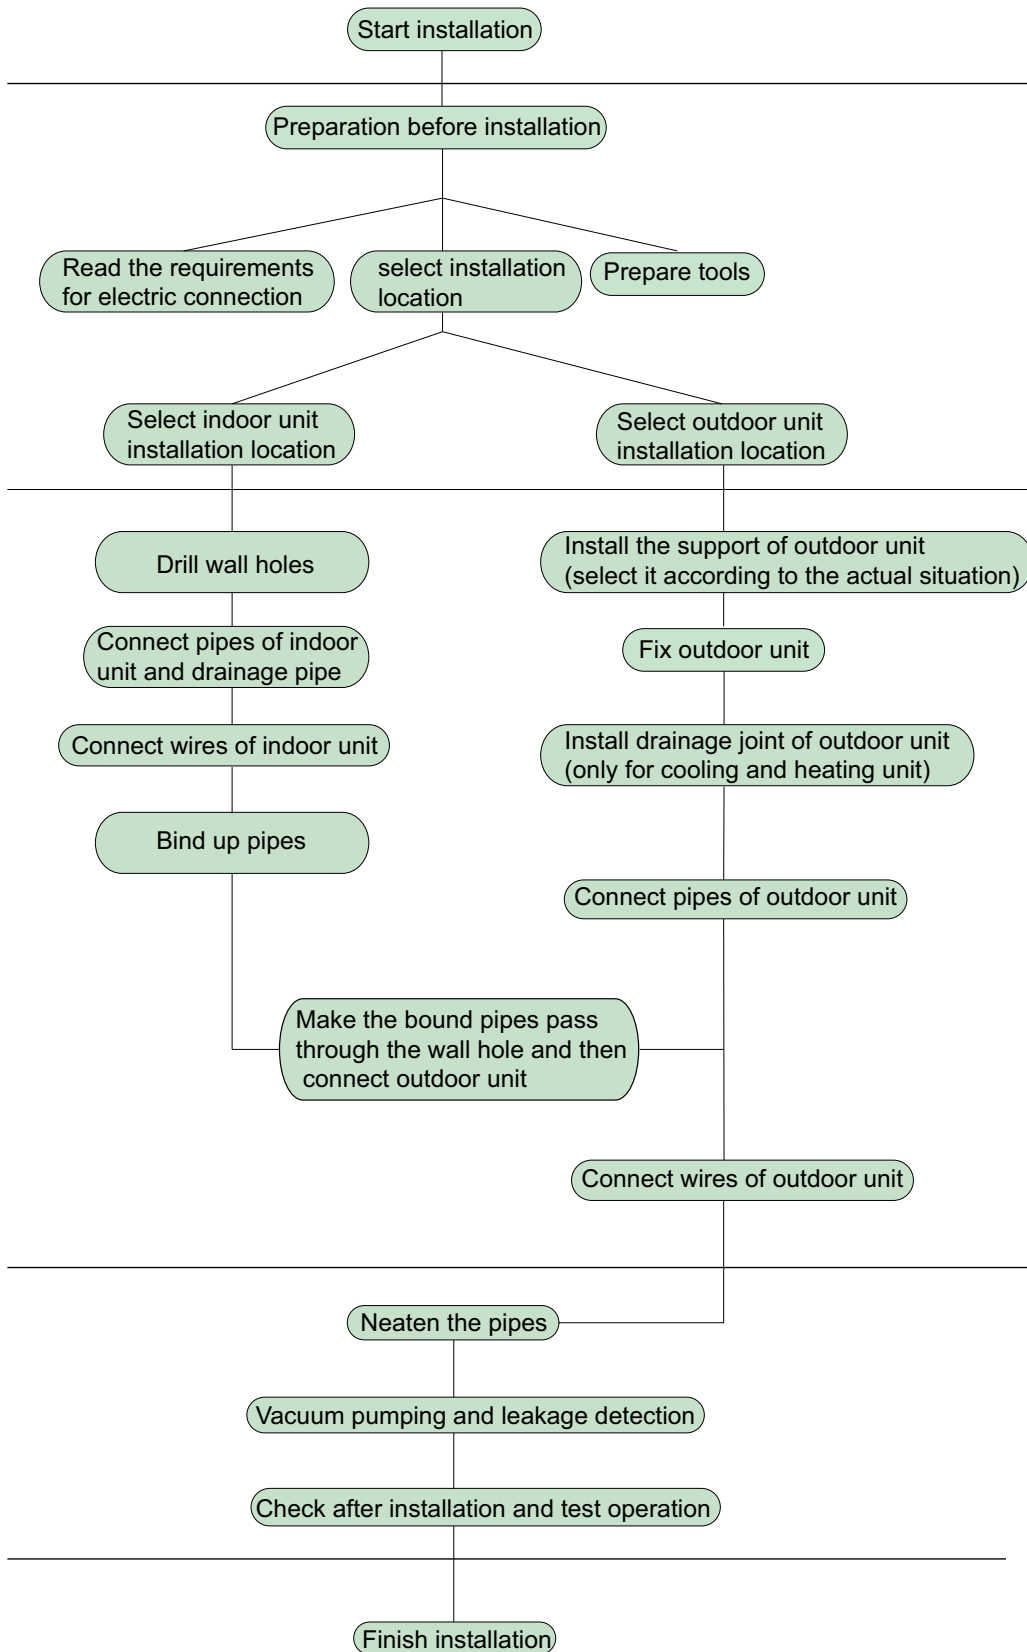 Start installation
Preparation before installation
Read the requirements
for electric connection
select installation
location
Prepare tools
Select indoor unit
installation location
Select outdoor unit
installation location
Drill wall holes
Install the support of outdoor unit
(select it according to the actual situation)
Connect pipes of indoor
unit and drainage pipe
Fix outdoor unit
Connect wires of indoor unit
Install drainage joint of outdoor unit
(only for cooling and heating unit)
Bind up pipes
Connect pipes of outdoor unit
Make the bound pipes pass
through the wall hole and then
connect outdoor unit
Connect wires of outdoor unit
Neaten the pipes
Vacuum pumping and leakage detection
Check after installation and test operation
Finish installation